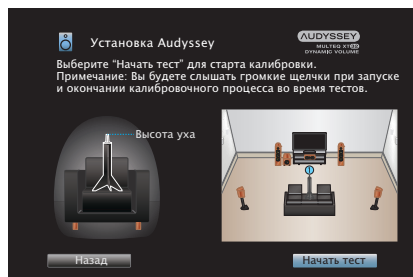 Установка Audyssey
AUDYSSEY
MULTEQ XT32
DYNAMIC VOLUME
Выберите “Начать тест” для старта калибровки.
Примечание: Вы будете слышать громкие щелчки при запуске
и окончании калибровочного процесса во время тестов.
Высота уха
Назад
Начать тест